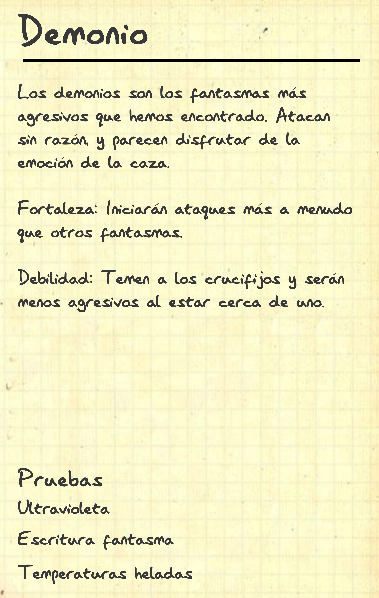 Demonio
Los demonios son los fantasmas más
agresivos que hemos encontrado. Atacan
sin razón, y parecen disfrutar de la
emoción de la caza.
Fortaleza: Iniciarán ataques más a menudo
que otros fantasmas.
Debilidad: Temen a los crucifijos y serán
menos agresivos al estar cerca de uno.
Pruebas
Ultravioleta
Escritura fantasma
Temperaturas heladas